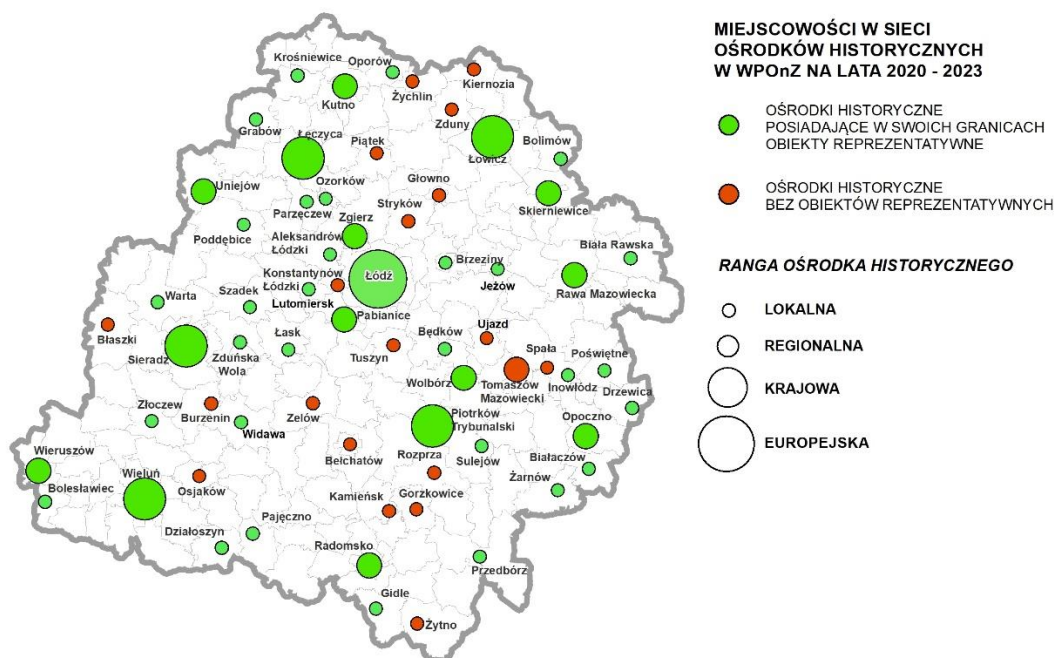 MIEJSCOWOŚCI W SIECI
OŚRODKÓW HISTORYCZNYCH
W WPOnZ NA LATA 2020 - 2023
OŚRODKI HISTORYCZNE
POSIADAJĄCE W SWOICH GRANICACH
OBIEKTY REPREZENTATYWNE
OŚRODKI HISTORYCZNE
BEZ OBIEKTÓW REPREZENTATYWNYCH
RANGA OŚRODKA HISTORYCZNEGO
LOKALNA
REGIONALNA
KRAJOWA
EUROPEJSKA
Krośniewice
Oporów
Kiernozia
Żychlin
Kutno
Zduny
Grabów
Łęczyca
Piątek
Łowicz
Bolimów
Głowno
Uniejów
Ozorków
Stryków
Skierniewice
Parzęczew
Zgierz
Poddębice
Aleksandrów
Łódzki
Biała Rawska
Brzeziny
Konstantynów
Łódzki
Łódź
Jeżów
Rawa Mazowiecka
Warta
Szadek
Lutomiersk
Pabianice
Błaszki
Łask
Będków
Ujazd
Sieradz
Zduńska
Wola
Tuszyn
Spała
Poświętne
Wolbórz
Tomaszów
Mazowiecki
Inowłódz
Drzewica
Złoczew
Burzenin
Zelów
Piotrków
Trybunalski
Opoczno
Widawa
Bełchatów
Rozprza
Sulejów
Białaczów
Wieruszów
Wieluń
Żarnów
Bolesławiec
Osjaków
Kamieńsk
Gorzkowice
Działoszyn
Pajęczno
Radomsko
Przedbórz
Gidle
Żytno